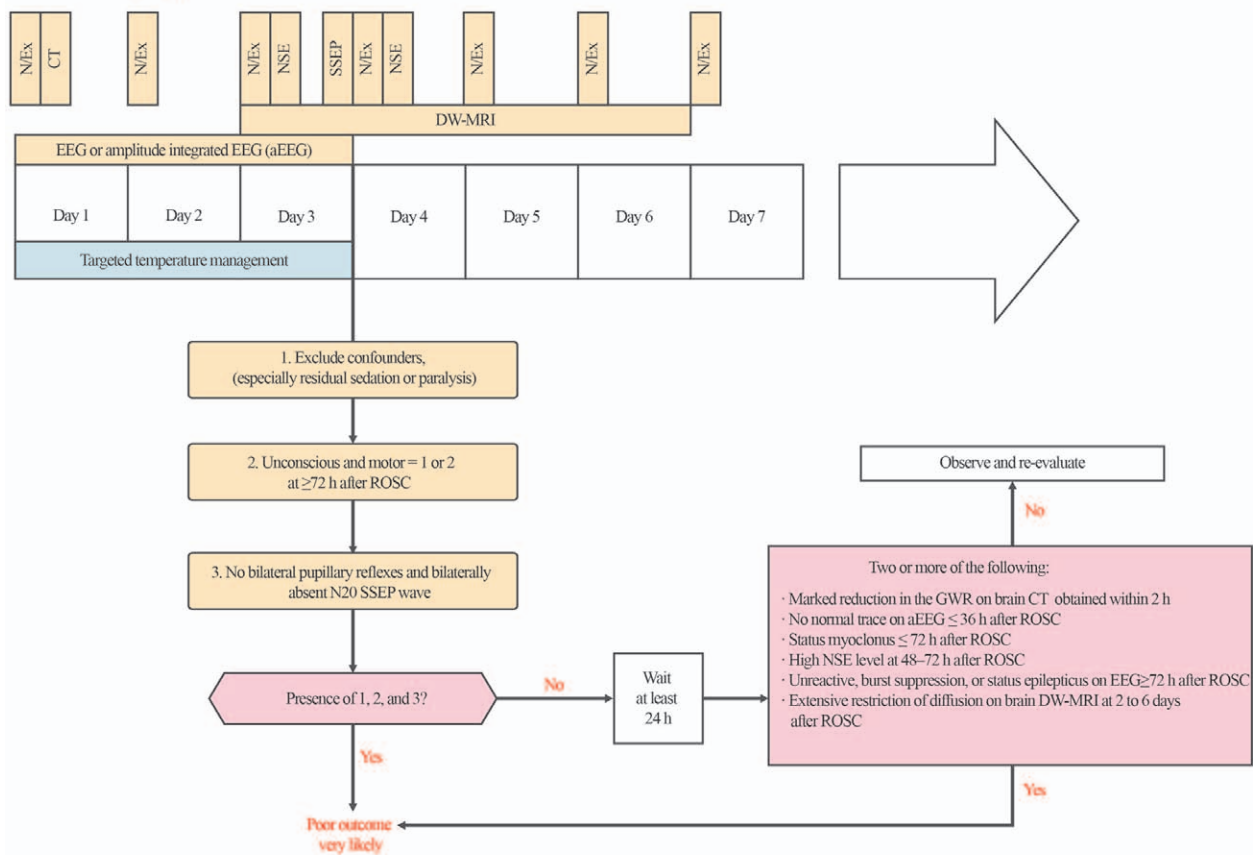 N/Ex
CT
N/Ex
N/Ex
NSE
SSEP
N/Ex
NSE
N/Ex
N/Ex
N/Ex
DW-MRI
EEG or amplitude integrated EEG (aEEG)
Day 1
Day 2
Day 3
Day 4
Day 5
Day 6
Day 7
Targeted temperature management
1. Exclude confounders,
(especially residual sedation or paralysis)
2. Unconscious and motor = 1 or 2
at ≥72 h after ROSC
3. No bilateral pupillary reflexes and bilaterally
absent N20 SSEP wave
Presence of 1, 2, and 3?
No
Wait
at least
24 h
Yes
Poor outcome
very likely
Observe and re-evaluate
No
Two or more of the following:
· Marked reduction in the GWR on brain CT obtained within 2 h
· No normal trace on aEEG ≤ 36 h after ROSC
· Status myoclonus ≤ 72 h after ROSC
· High NSE level at 48–72 h after ROSC
· Unreactive, burst suppression, or status epilepticus on EEG≥72 h after ROSC
· Extensive restriction of diffusion on brain DW-MRI at 2 to 6 days
after ROSC
Yes